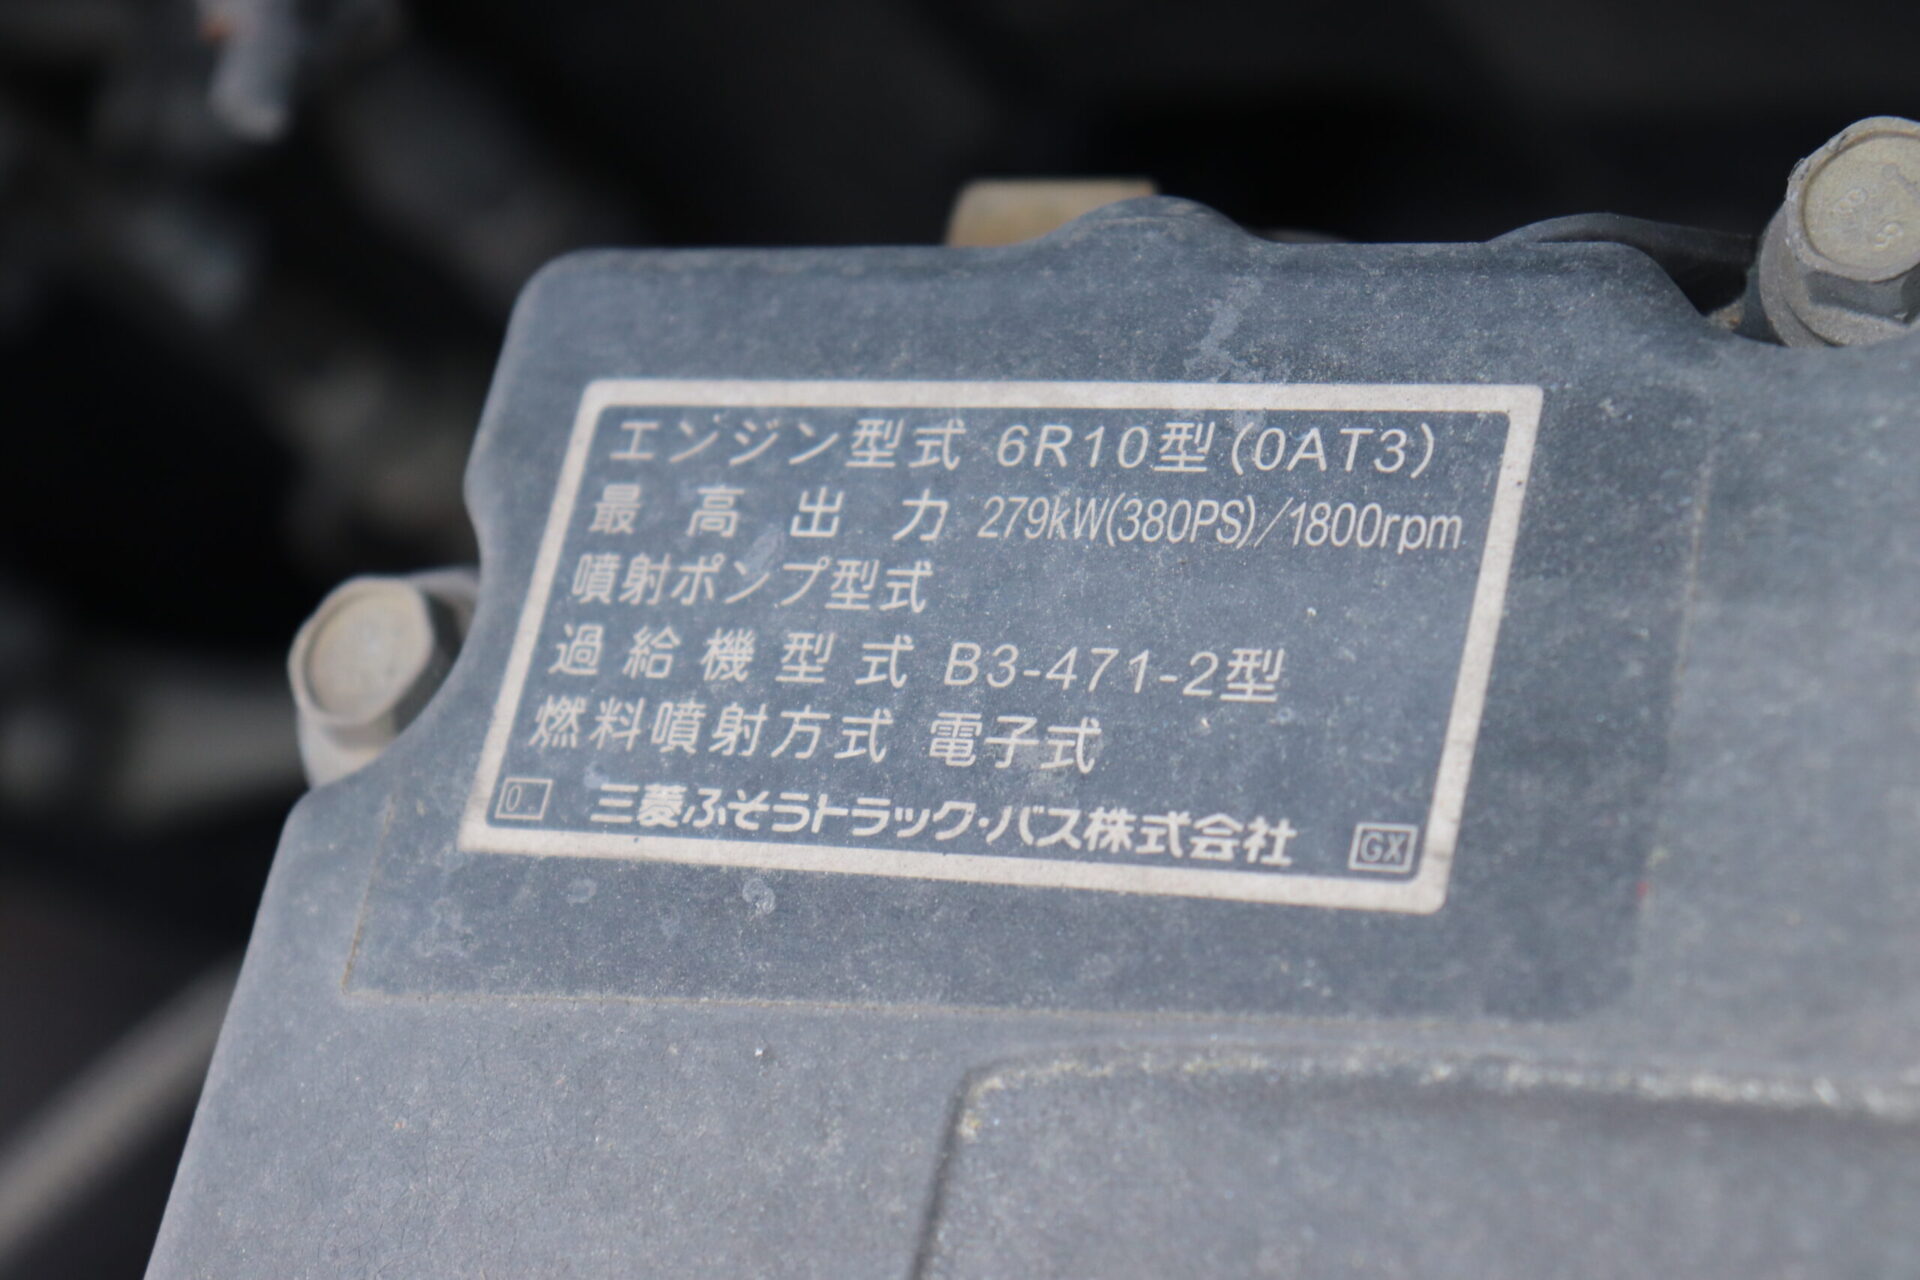 エンジン型式 6R10型(0AT3)
最高出力 279kW(380PS)/1800rpm
噴射ポンプ型式
過給機型式 B3-471-2型
燃料噴射方式 電子式
0. 三菱ふそうトラック・バス株式会社 GX